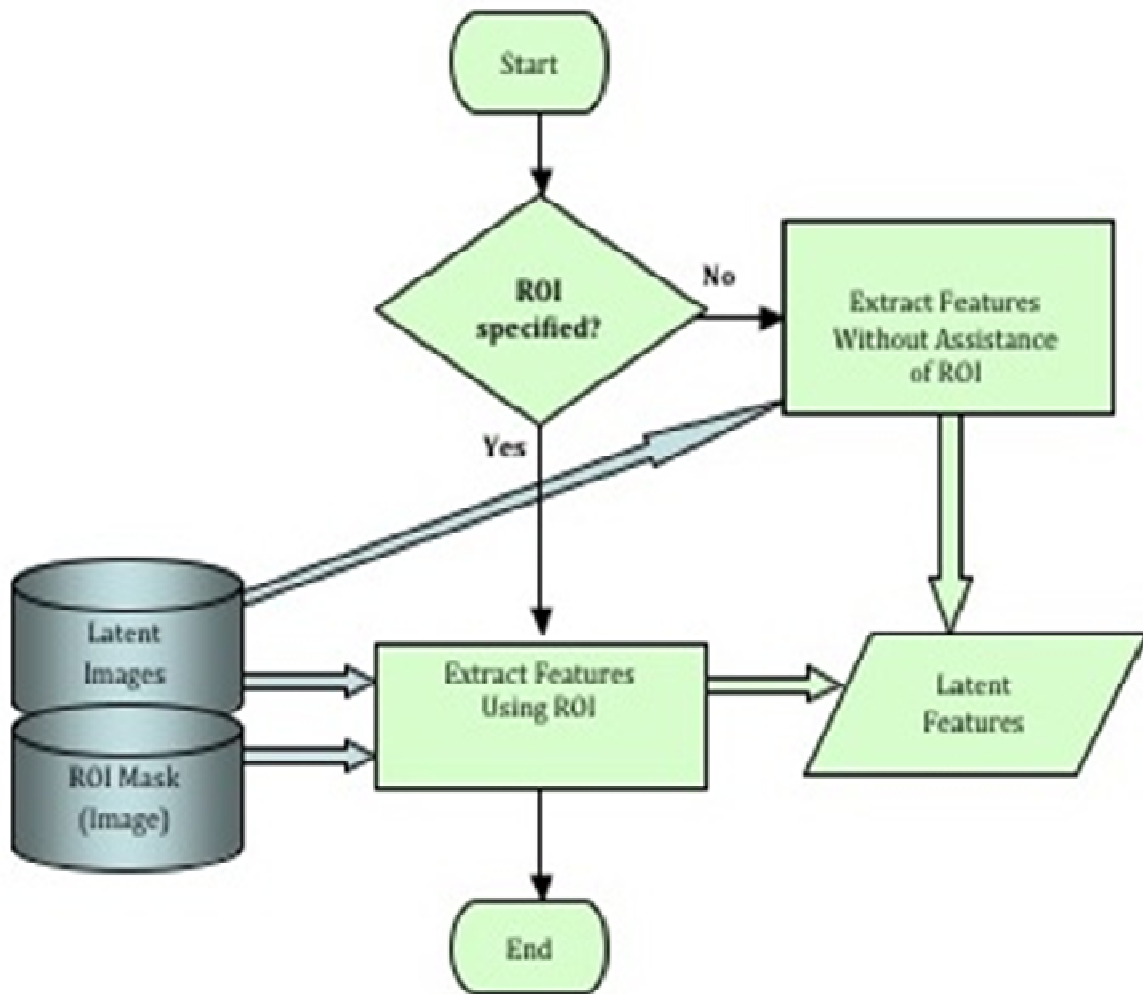 Start
ROI
specified?
No
Extract Features
Without Assistance
of ROI
Yes
Latent
Images
Extract Features
Using ROI
Latent
Features
ROI Mask
(Image)
End